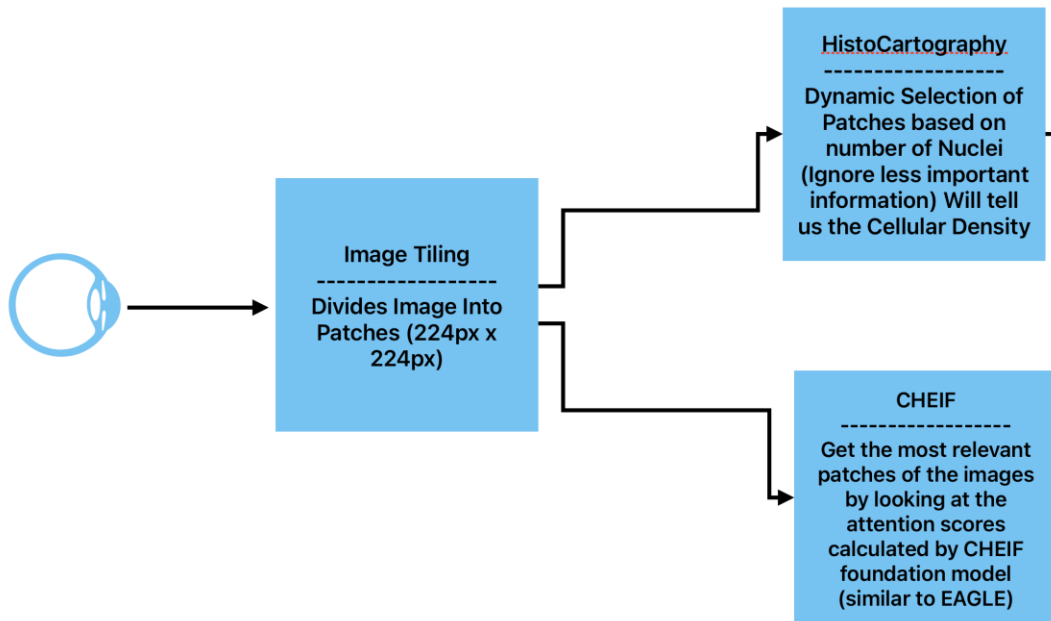 Image Tiling
-------------------
Divides Image Into
Patches (224px x
224px)
HistoCartography
-------------------
Dynamic Selection of
Patches based on
number of Nuclei
(Ignore less important
information) Will tell
us the Cellular Density
CHEIF
------------------
Get the most relevant
patches of the images
by looking at the
attention scores
calculated by CHEIF
foundation model
(similar to EAGLE)